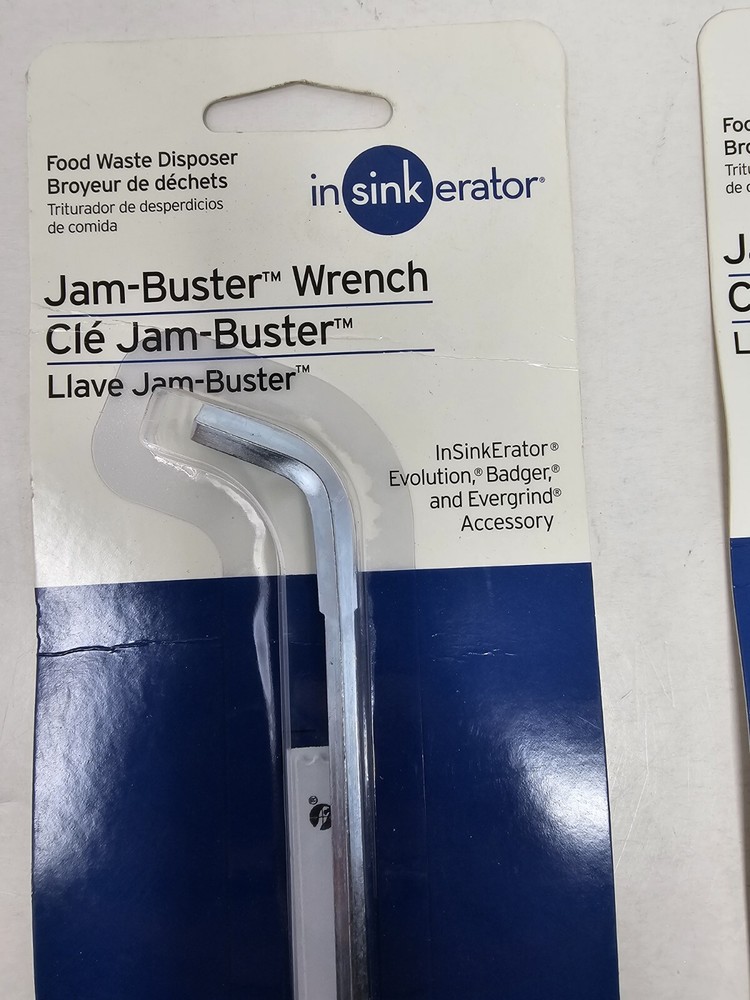 Food Waste Disposer
Broyeur de déchets
Triturador de desperdicios
de comida
insinkerator®
Jam-Buster™ Wrench
Clé Jam-Buster™
Llave Jam-Buster™
InSinkErator®
Evolution,® Badger,®
and Evergrind®
Accessory
®